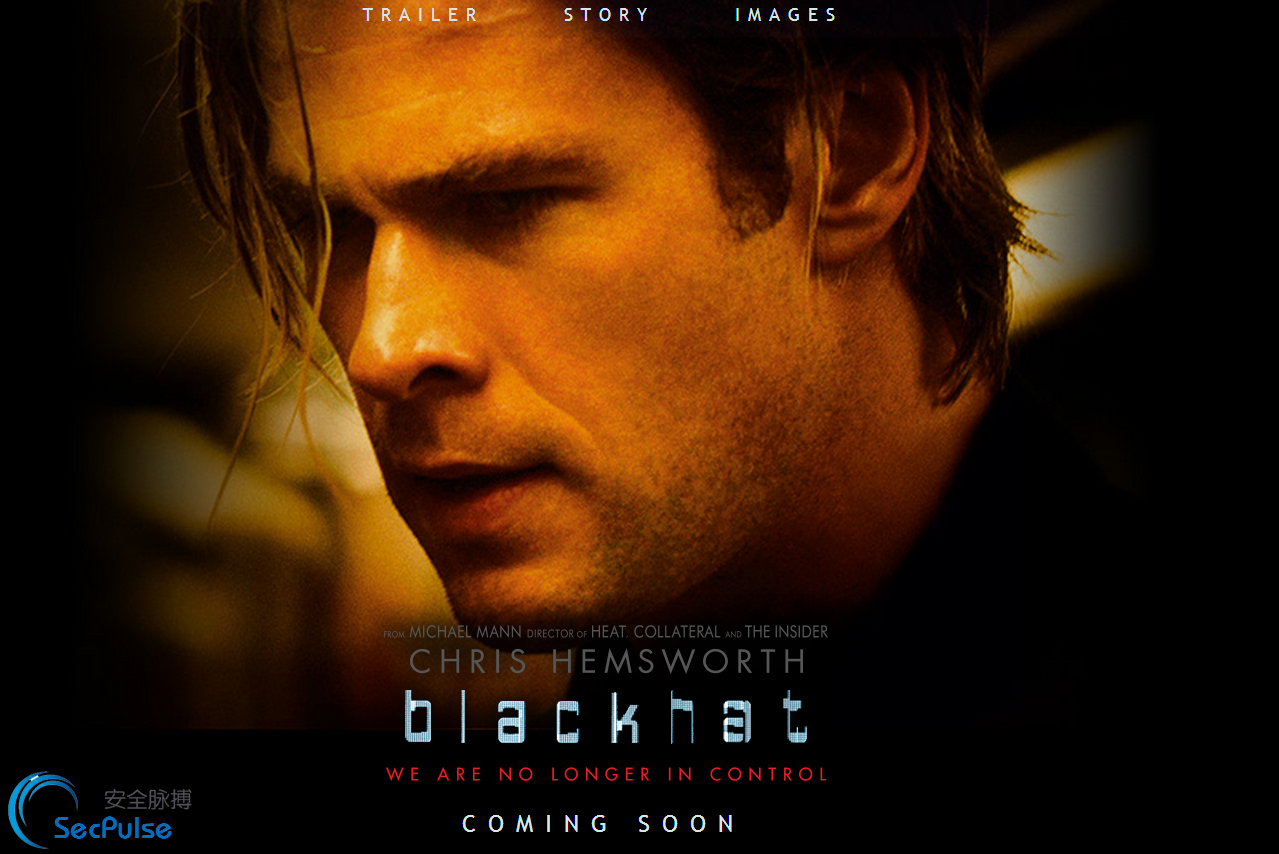 TRAILER STORY IMAGES
FROM MICHAEL MANN DIRECTOR OF HEAT, COLLATERAL AND THE INSIDER
CHRIS HEMSWORTH
blackhat
WE ARE NO LONGER IN CONTROL
COMING SOON
安全脉搏
SecPulse